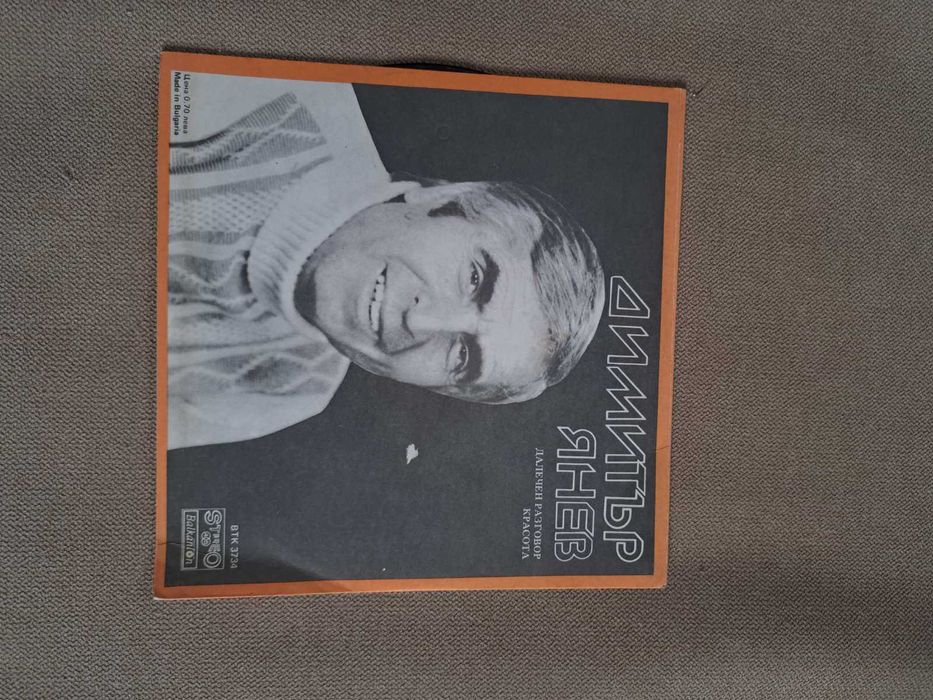 ДИМИТЪР
ЯНЕВ
ДАЛЕЧЕН РАЗГОВОР
КРАСОТА
Цена 0.70 лева
Made in Bulgaria
ВТК 3734
STEREO
Balkanton